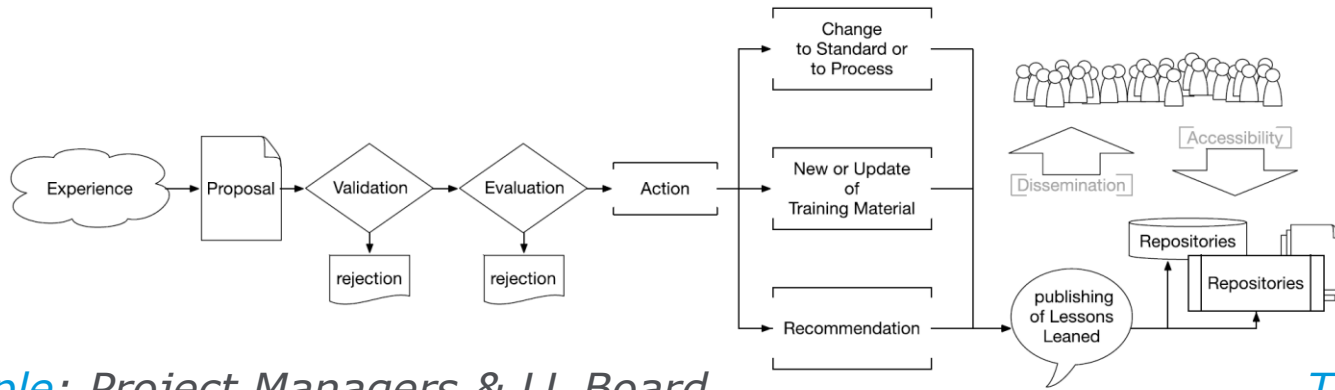 Experience
Proposal
Validation
rejection
Evaluation
rejection
Action
Change
to Standard or
to Process
New or Update
of
Training Material
Recommendation
publishing
of Lessons
Leaned
[Dissemination]
[Accessibility]
Repositories
Repositories
: Project Managers & LL Board